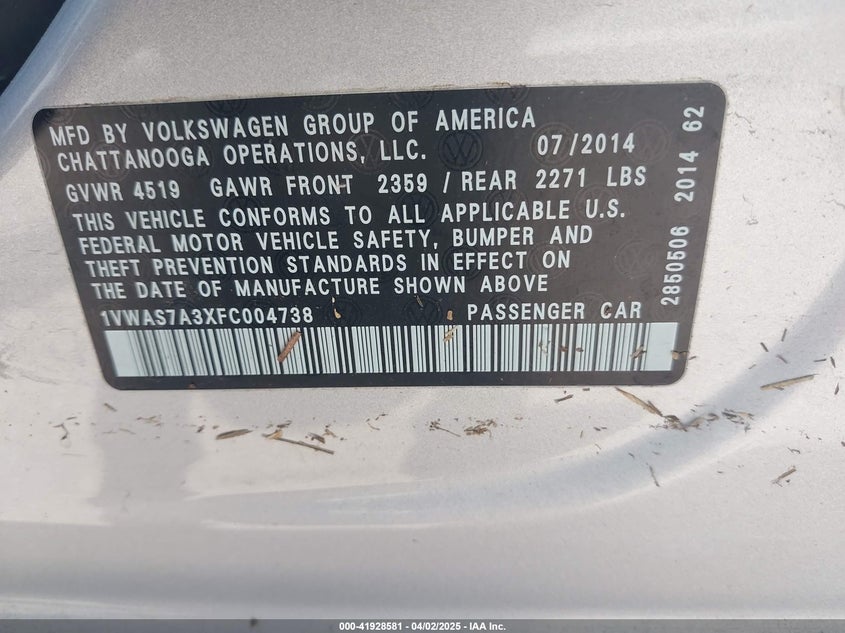 MFD BY VOLKSWAGEN GROUP OF AMERICA
CHATTANOOGA OPERATIONS, LLC. 07/2014
GVWR 4519 GAWR FRONT 2359 / REAR 2271 LBS
THIS VEHICLE CONFORMS TO ALL APPLICABLE U.S.
FEDERAL MOTOR VEHICLE SAFETY, BUMPER AND
THEFT PREVENTION STANDARDS IN EFFECT ON
THE DATE OF MANUFACTURE SHOWN ABOVE
1VWAS7A3XFC004738 PASSENGER CAR
2850506 2014 62
000-41928581 | 04/02/2025 - IAA Inc.